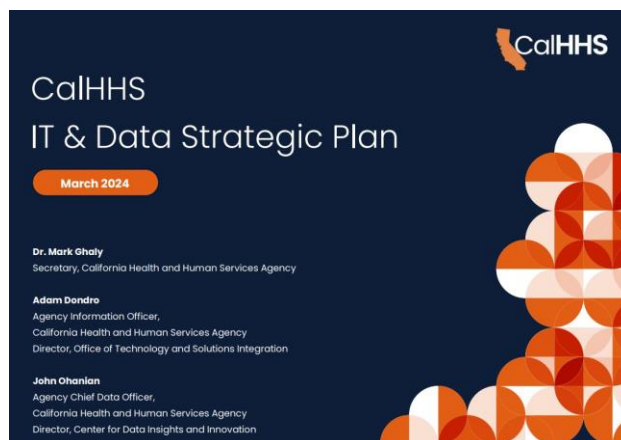 CalHHS
CalHHS
IT & Data Strategic Plan
March 2024
Dr. Mark Ghaly
Secretary, California Health and Human Services Agency
Adam Dondro
Agency Information Officer,
California Health and Human Services Agency
Director, Office of Technology and Solutions Integration
John Ohanian
Agency Chief Data Officer,
California Health and Human Services Agency
Director, Center for Data Insights and Innovation